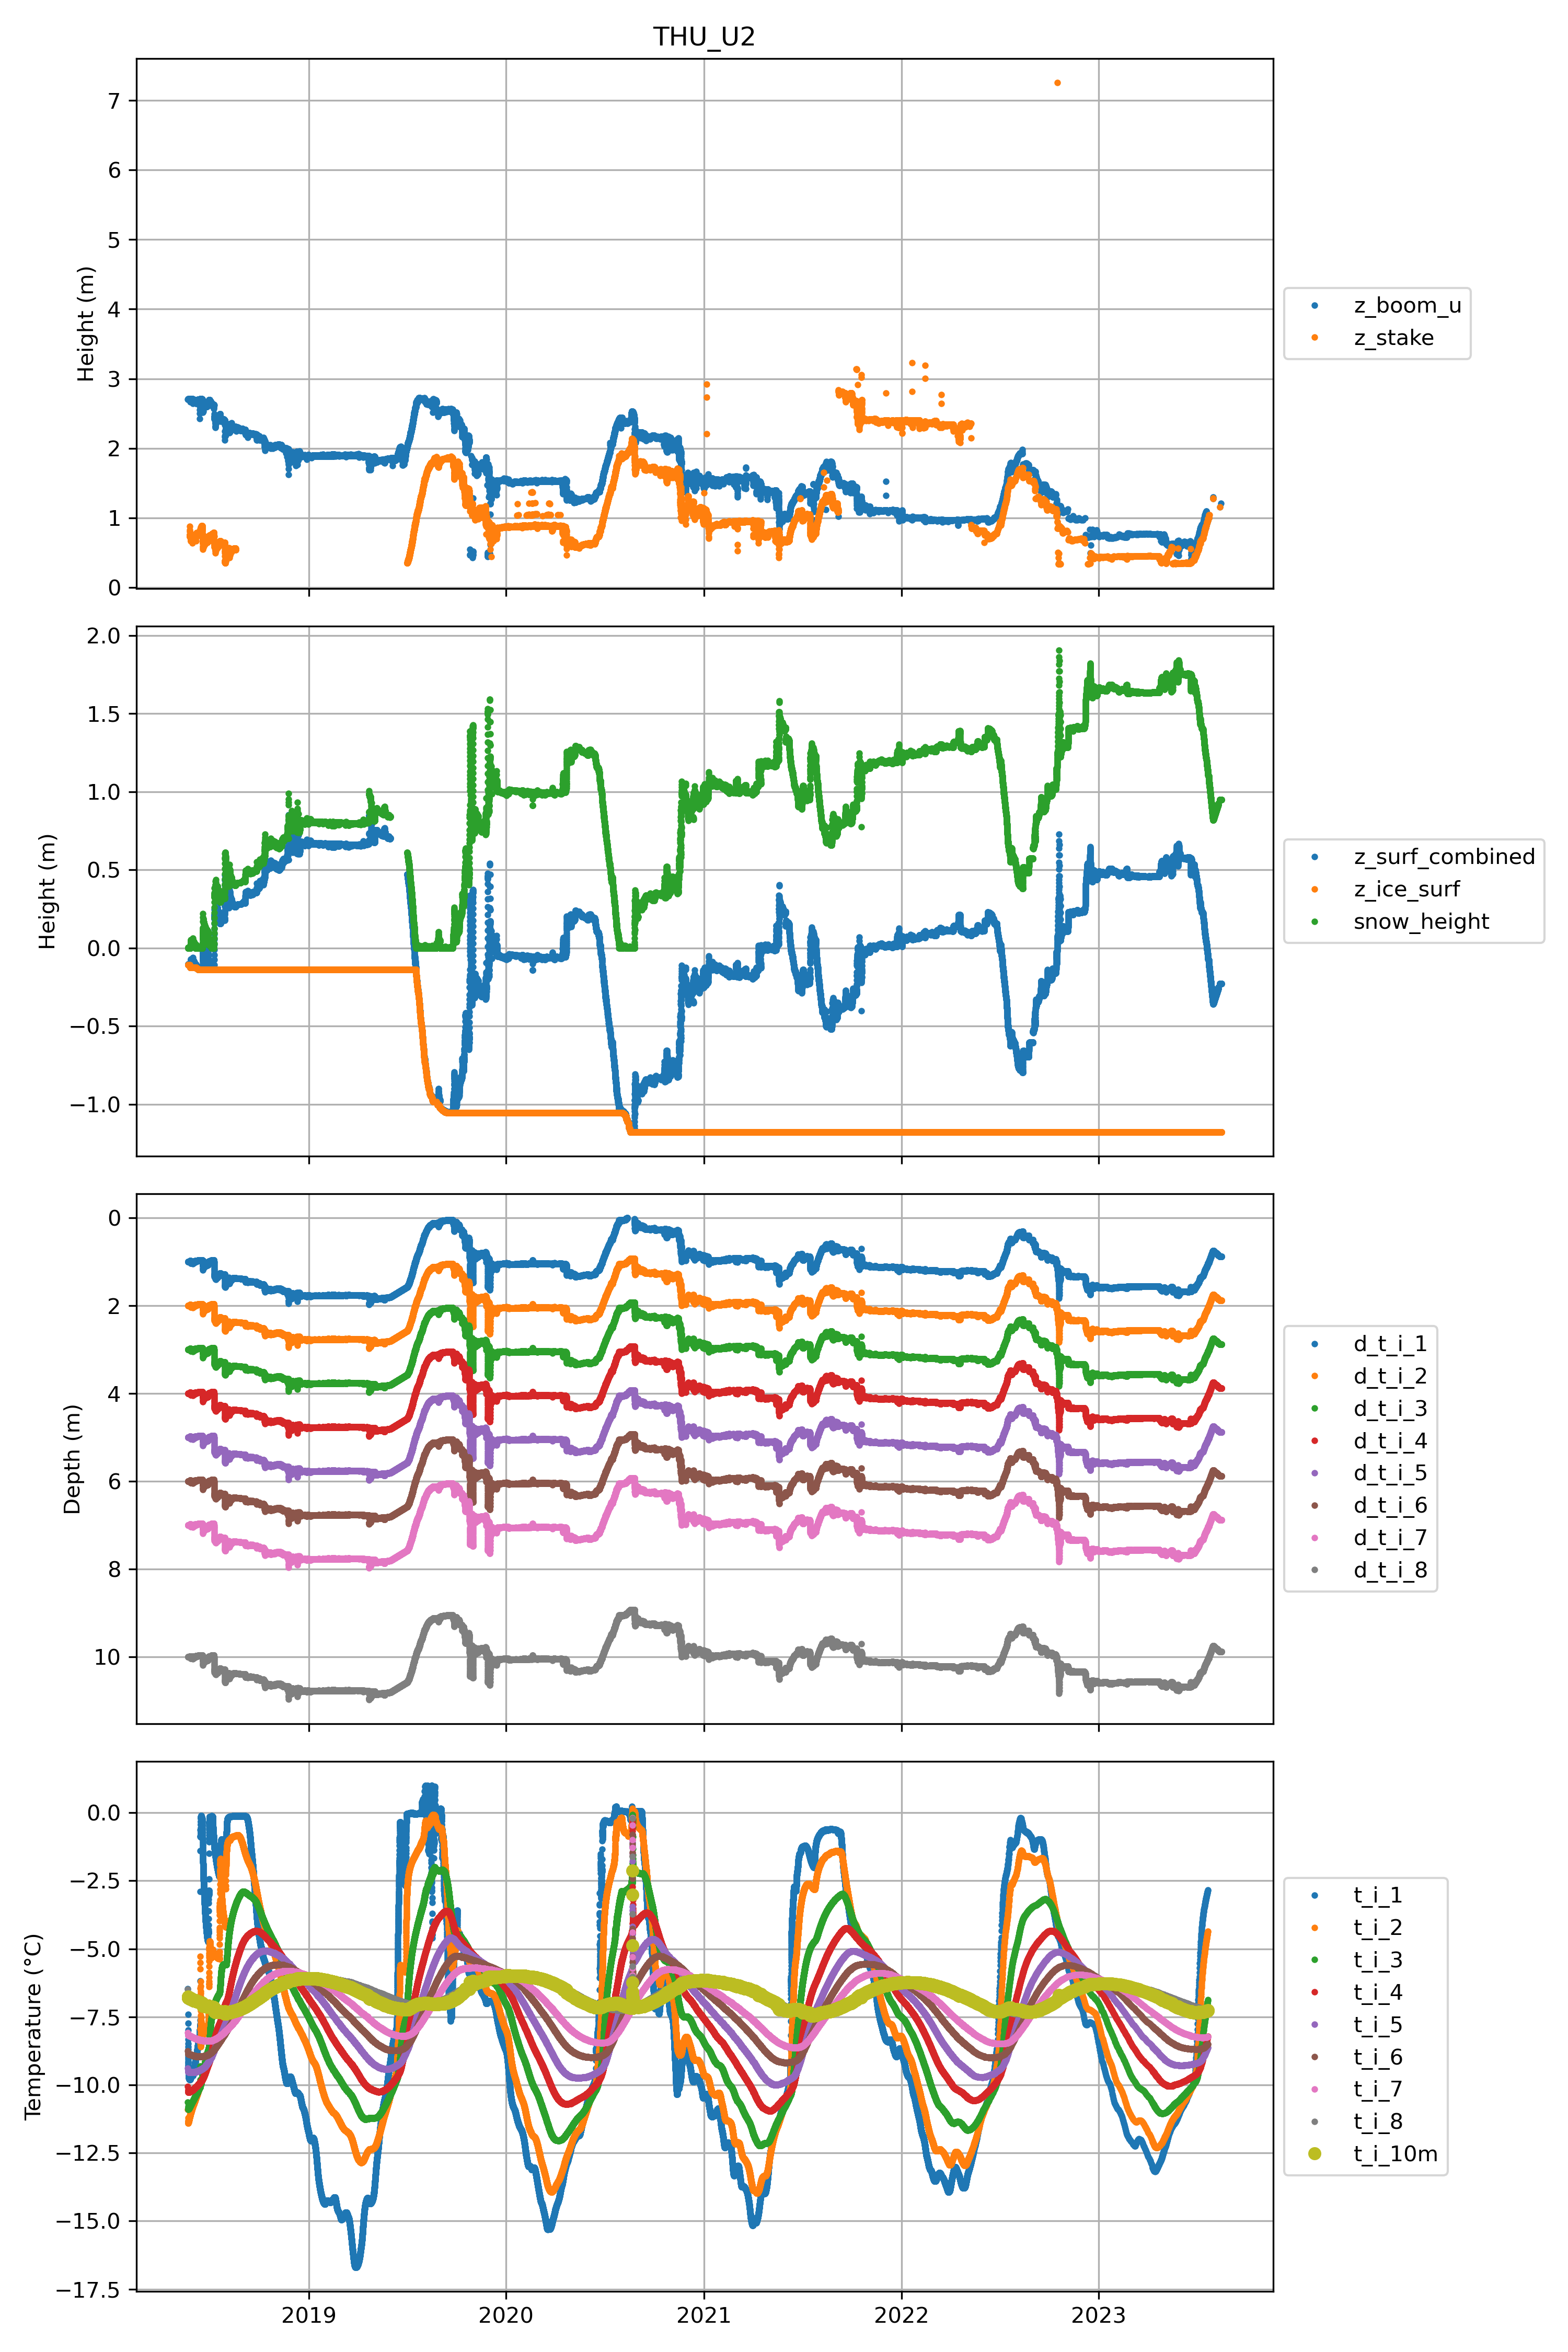 THU_U2
7
6
5
4
3
2
1
0
Height (m)
z_boom_u
z_stake
2.0
1.5
1.0
0.5
0.0
−0.5
−1.0
Height (m)
z_surf_combined
z_ice_surf
snow_height
0
2
4
6
8
10
Depth (m)
d_t_i_1
d_t_i_2
d_t_i_3
d_t_i_4
d_t_i_5
d_t_i_6
d_t_i_7
d_t_i_8
0.0
−2.5
−5.0
−7.5
−10.0
−12.5
−15.0
−17.5
Temperature (°C)
t_i_1
t_i_2
t_i_3
t_i_4
t_i_5
t_i_6
t_i_7
t_i_8
t_i_10m
2019 2020 2021 2022 2023